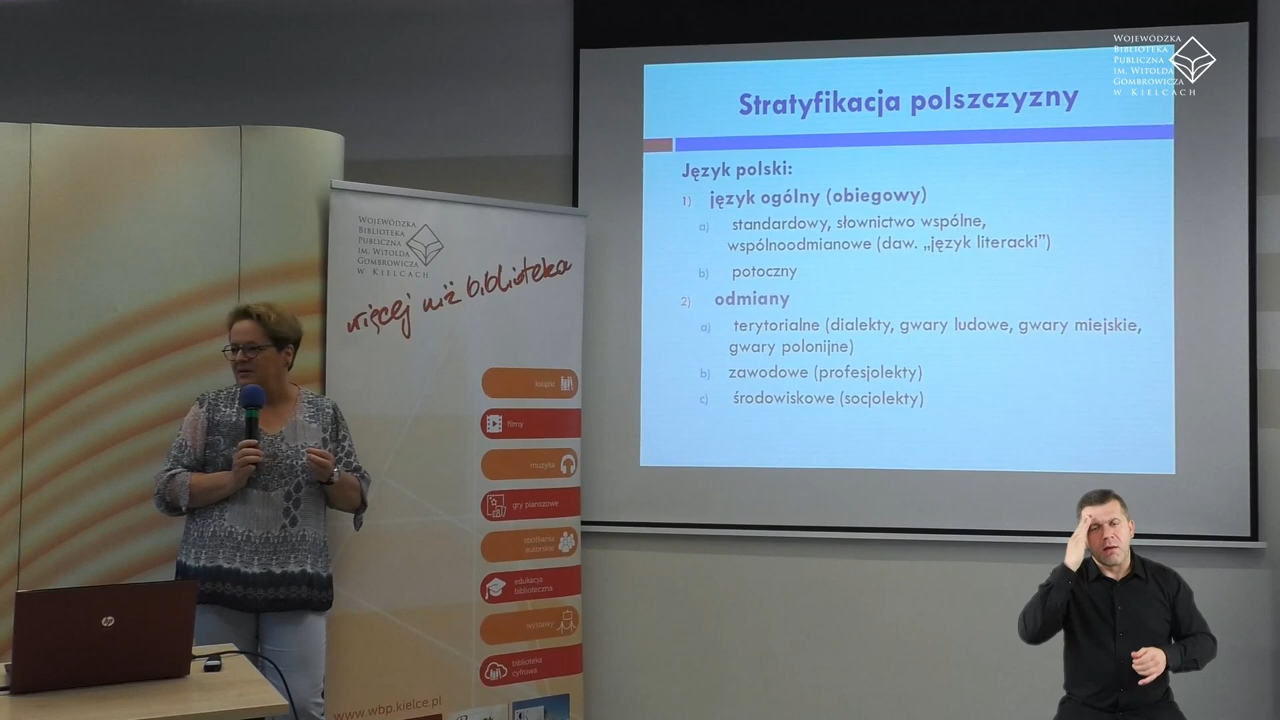 Wojewódzka
Biblioteka
Publiczna
im. Witolda
Gombrowicza
w Kielcach
Stratyfikacja polszczyzny
Język polski:
1) język ogólny (obiegowy)
a) standardowy, słownictwo wspólne,
wspólnoodmianowe (daw. „język literacki”)
b) potoczny
2) odmiany
a) terytorialne (dialekty, gwary ludowe, gwary miejskie,
gwary polonijne)
b) zawodowe (profesjolekty)
c) środowiskowe (socjolekty)
Wojewódzka
Biblioteka
Publiczna
im. Witolda
Gombrowicza
w Kielcach
więcej niż biblioteka
książki
filmy
muzyka
gry planszowe
spotkania
autorskie
edukacja
biblioteczna
wystawy
biblioteka
cyfrowa
www.wbp.kielce.pl
hp